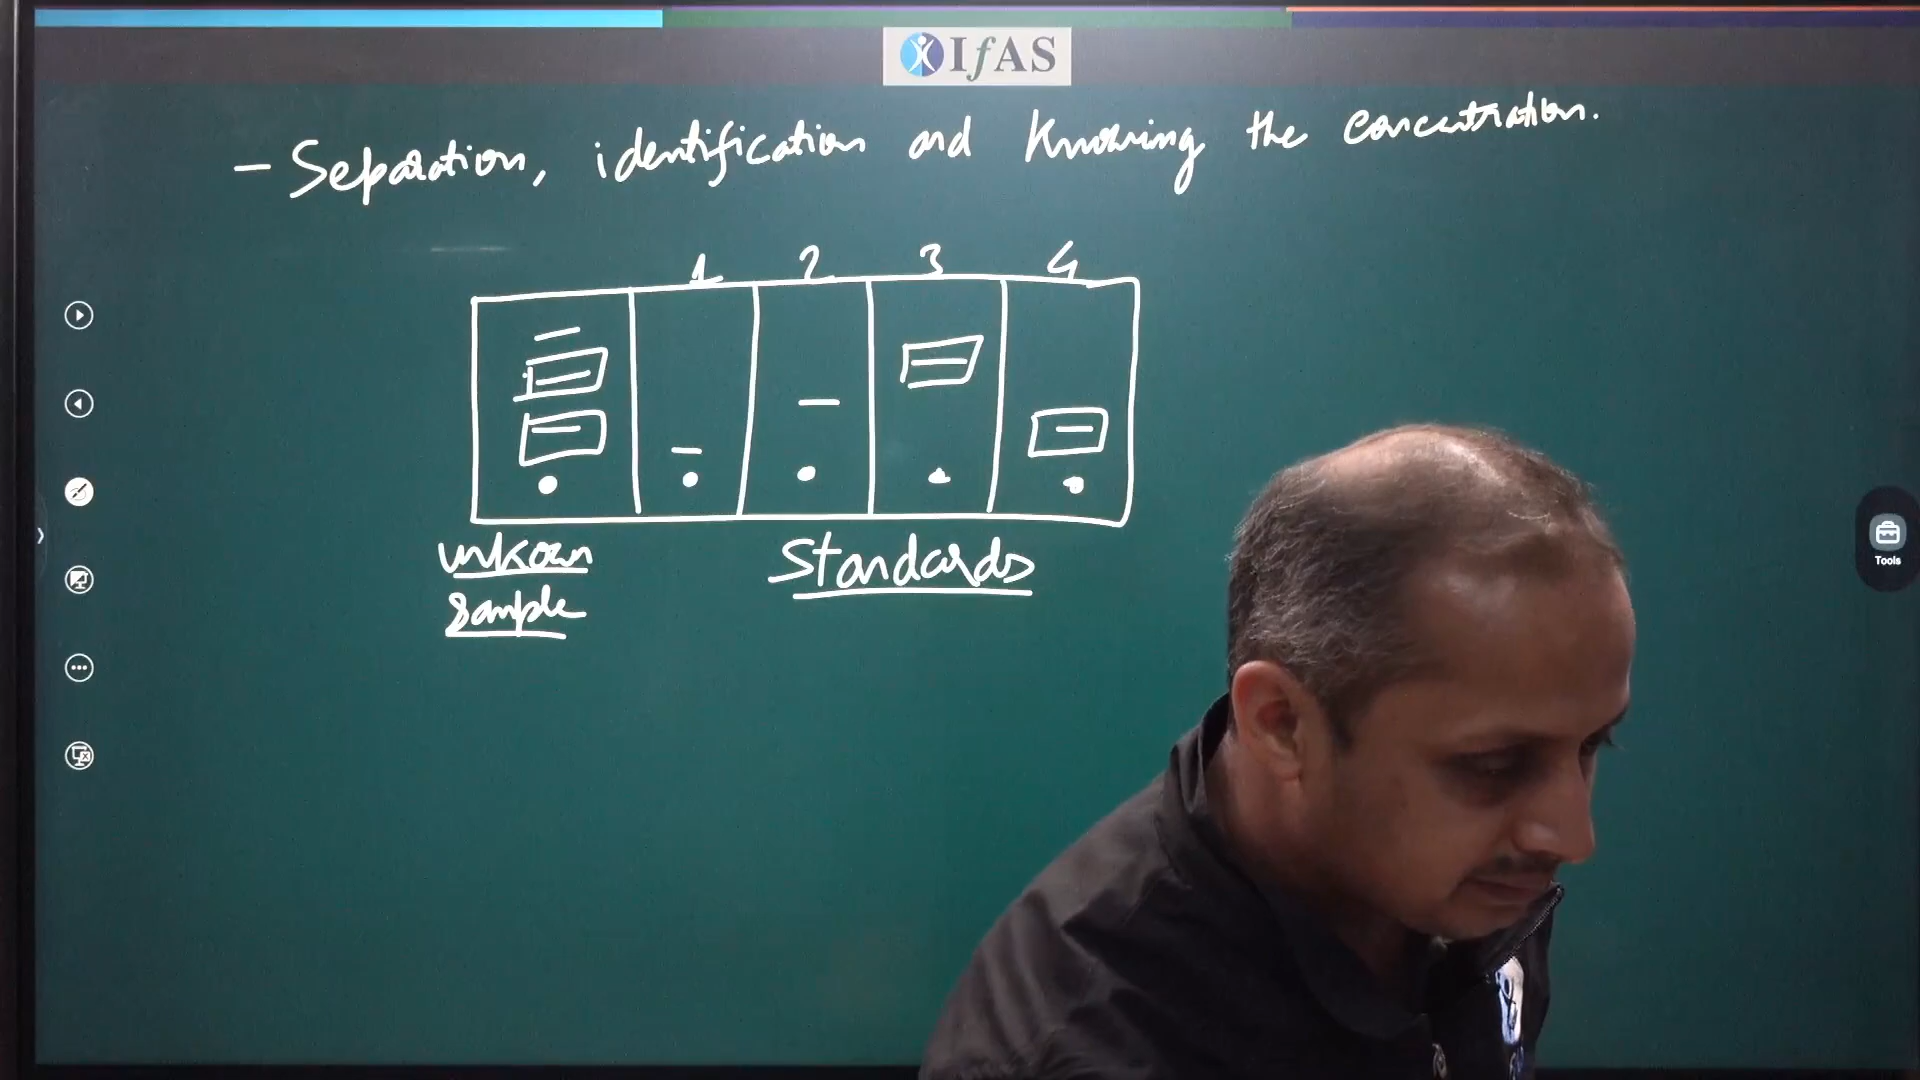 IfAS
- Separation, identification and Knowing the concentration.
1 2 3 4
unkown Standards
sample
Tools